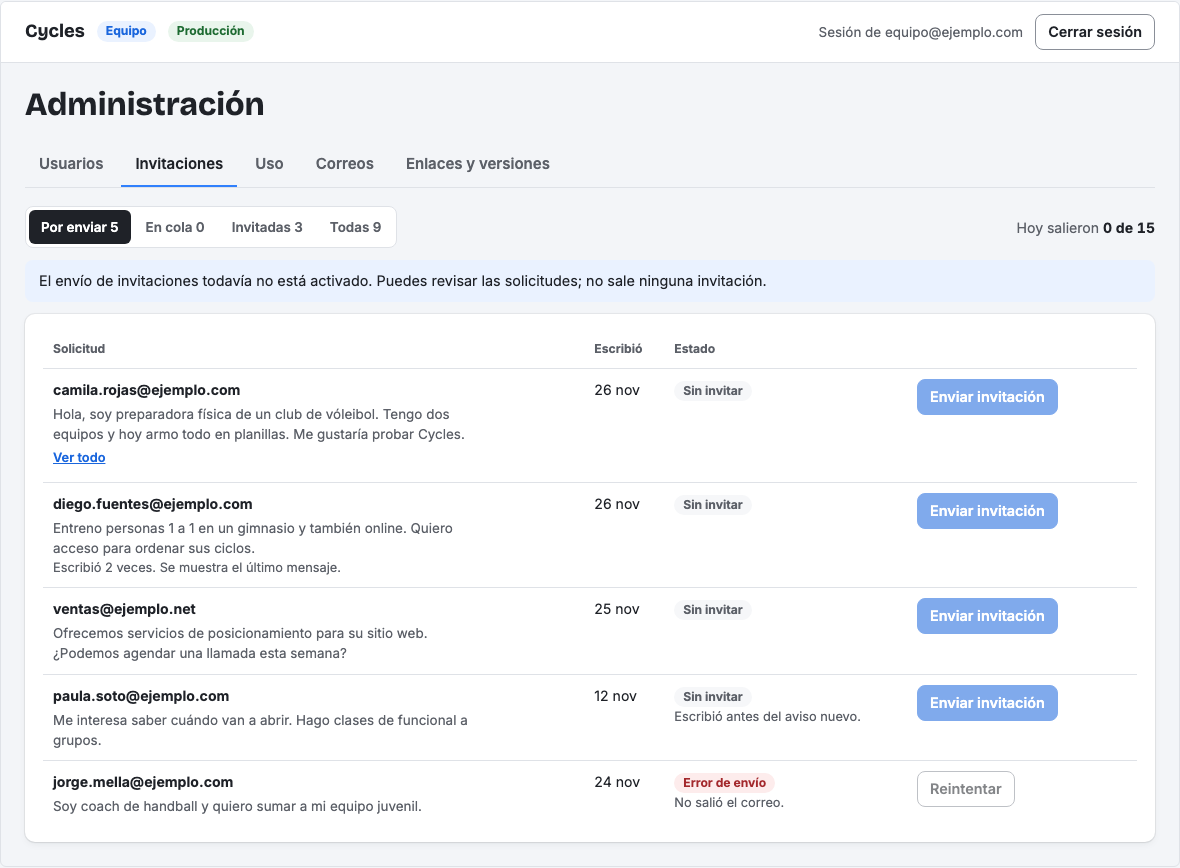 Cycles Equipo Producción Sesión de equipo@ejemplo.com Cerrar sesión
Administración
Usuarios Invitaciones Uso Correos Enlaces y versiones
Por enviar 5 En cola 0 Invitadas 3 Todas 9 Hoy salieron 0 de 15
El envío de invitaciones todavía no está activado. Puedes revisar las solicitudes; no sale ninguna invitación.
Solicitud Escribió Estado
camila.rojas@ejemplo.com 26 nov Sin invitar Enviar invitación
Hola, soy preparadora física de un club de vóleibol. Tengo dos
equipos y hoy armo todo en planillas. Me gustaría probar Cycles.
Ver todo
diego.fuentes@ejemplo.com 26 nov Sin invitar Enviar invitación
Entreno personas 1 a 1 en un gimnasio y también online. Quiero
acceso para ordenar sus ciclos.
Escribió 2 veces. Se muestra el último mensaje.
ventas@ejemplo.net 25 nov Sin invitar Enviar invitación
Ofrecemos servicios de posicionamiento para su sitio web.
¿Podemos agendar una llamada esta semana?
paula.soto@ejemplo.com 12 nov Sin invitar Enviar invitación
Me interesa saber cuándo van a abrir. Hago clases de funcional a Escribió antes del aviso nuevo.
grupos.
jorge.mella@ejemplo.com 24 nov Error de envío Reintentar
Soy coach de handball y quiero sumar a mi equipo juvenil. No salió el correo.